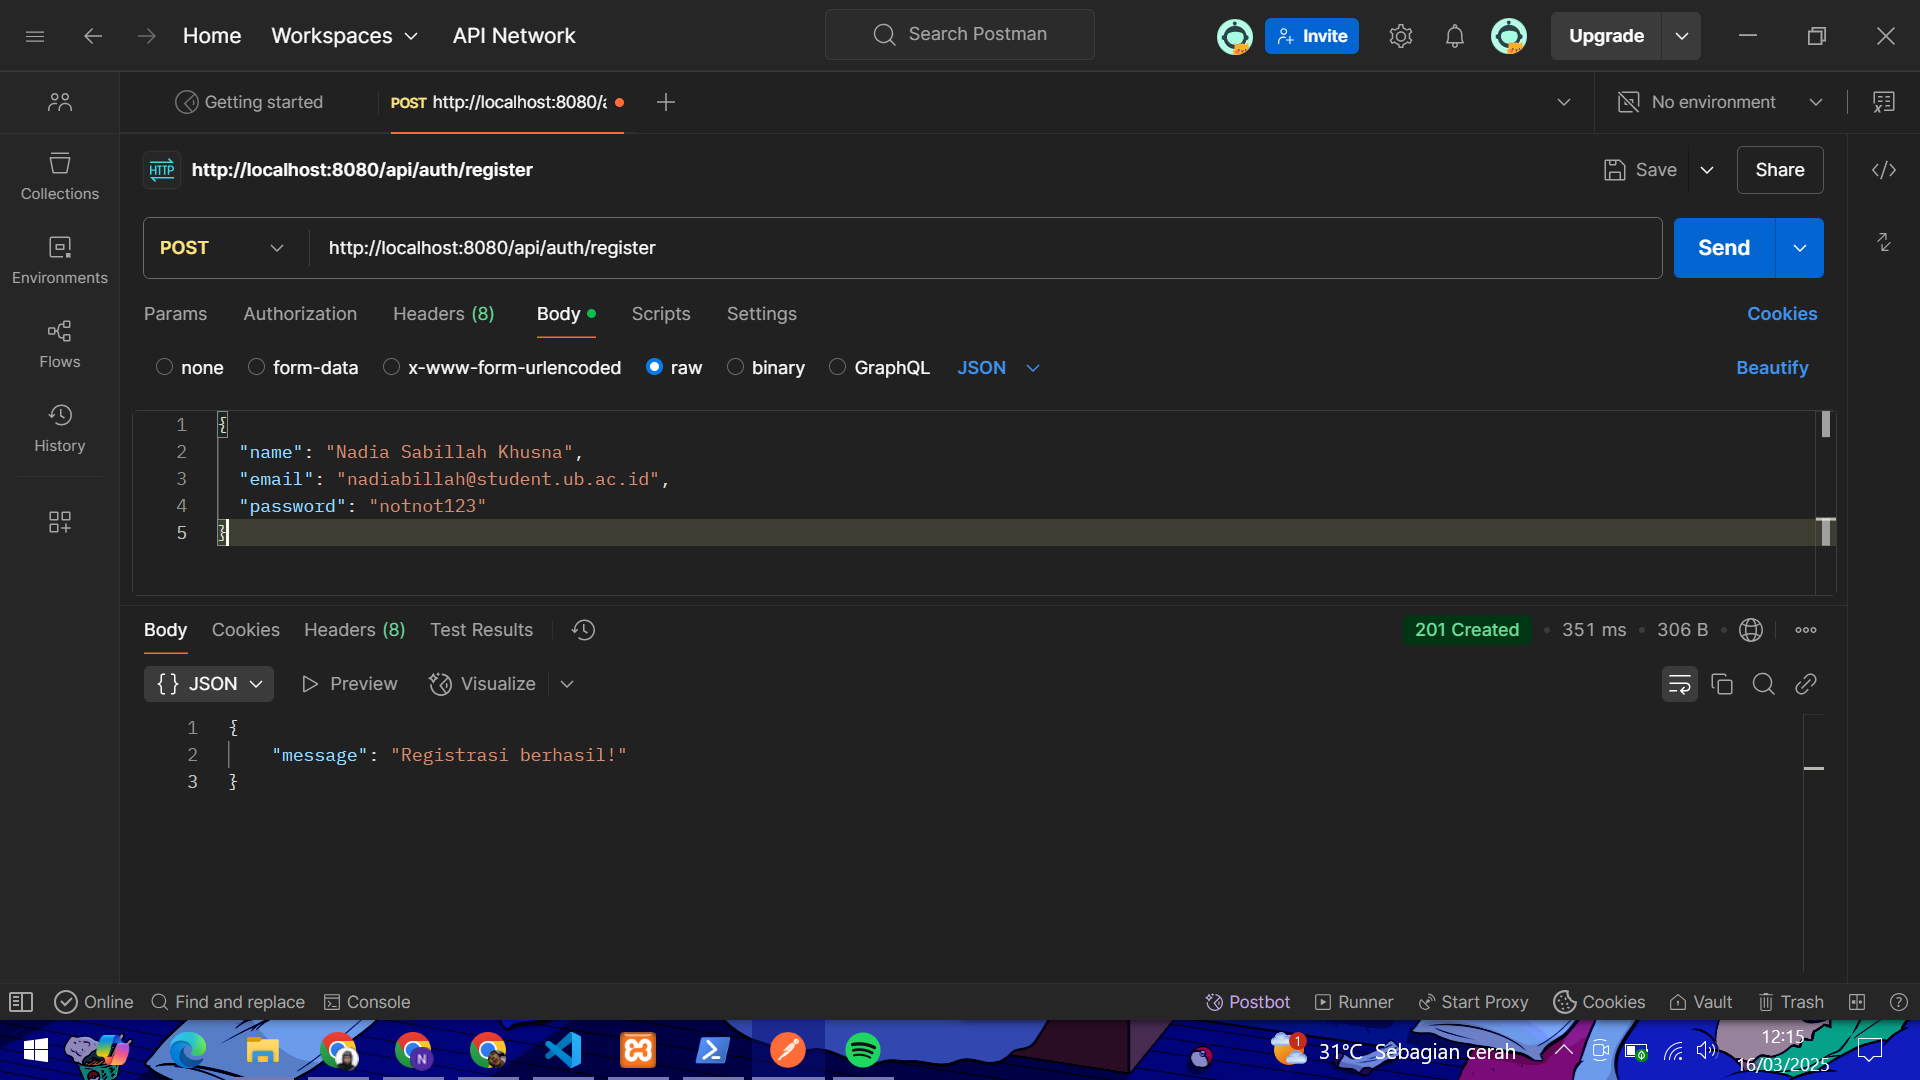 Home Workspaces API Network Search Postman Invite Upgrade
Getting started POST http://localhost:8080/a No environment
HTTP http://localhost:8080/api/auth/register Save Share
POST http://localhost:8080/api/auth/register Send
Params Authorization Headers (8) Body Scripts Settings Cookies
none form-data x-www-form-urlencoded raw binary GraphQL JSON Beautify
Collections
Environments
Flows
History
1 {
2 "name": "Nadia Sabillah Khusna",
3 "email": "nadiabillah@student.ub.ac.id",
4 "password": "notnot123"
5 }
Body Cookies Headers (8) Test Results 201 Created 351 ms 306 B
{} JSON Preview Visualize
1 {
2 "message": "Registrasi berhasil!"
3 }
Online Find and replace Console Postbot Runner Start Proxy Cookies Vault Trash
N 1 31°C Sebagian cerah 12:15
16/03/2025